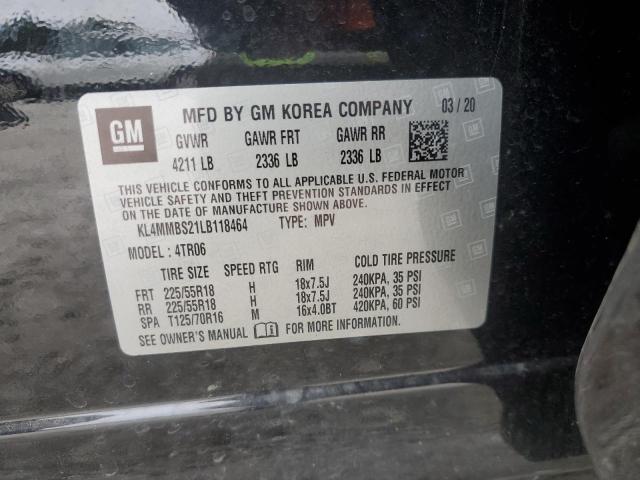 GM MFD BY GM KOREA COMPANY 03/20
GVWR GAWR FRT GAWR RR
4211 LB 2336 LB 2336 LB
THIS VEHICLE CONFORMS TO ALL APPLICABLE U.S. FEDERAL MOTOR
VEHICLE SAFETY AND THEFT PREVENTION STANDARDS IN EFFECT
ON THE DATE OF MANUFACTURE SHOWN ABOVE.
KL4MMBS21LB118464 TYPE: MPV
MODEL: 4TR06
TIRE SIZE SPEED RTG RIM COLD TIRE PRESSURE
FRT 225/55R18 H 18x7.5J 240KPA, 35 PSI
RR 225/55R18 H 18x7.5J 240KPA, 35 PSI
SPA T125/70R16 M 16x4.0BT 420KPA, 60 PSI
SEE OWNER'S MANUAL FOR MORE INFORMATION.